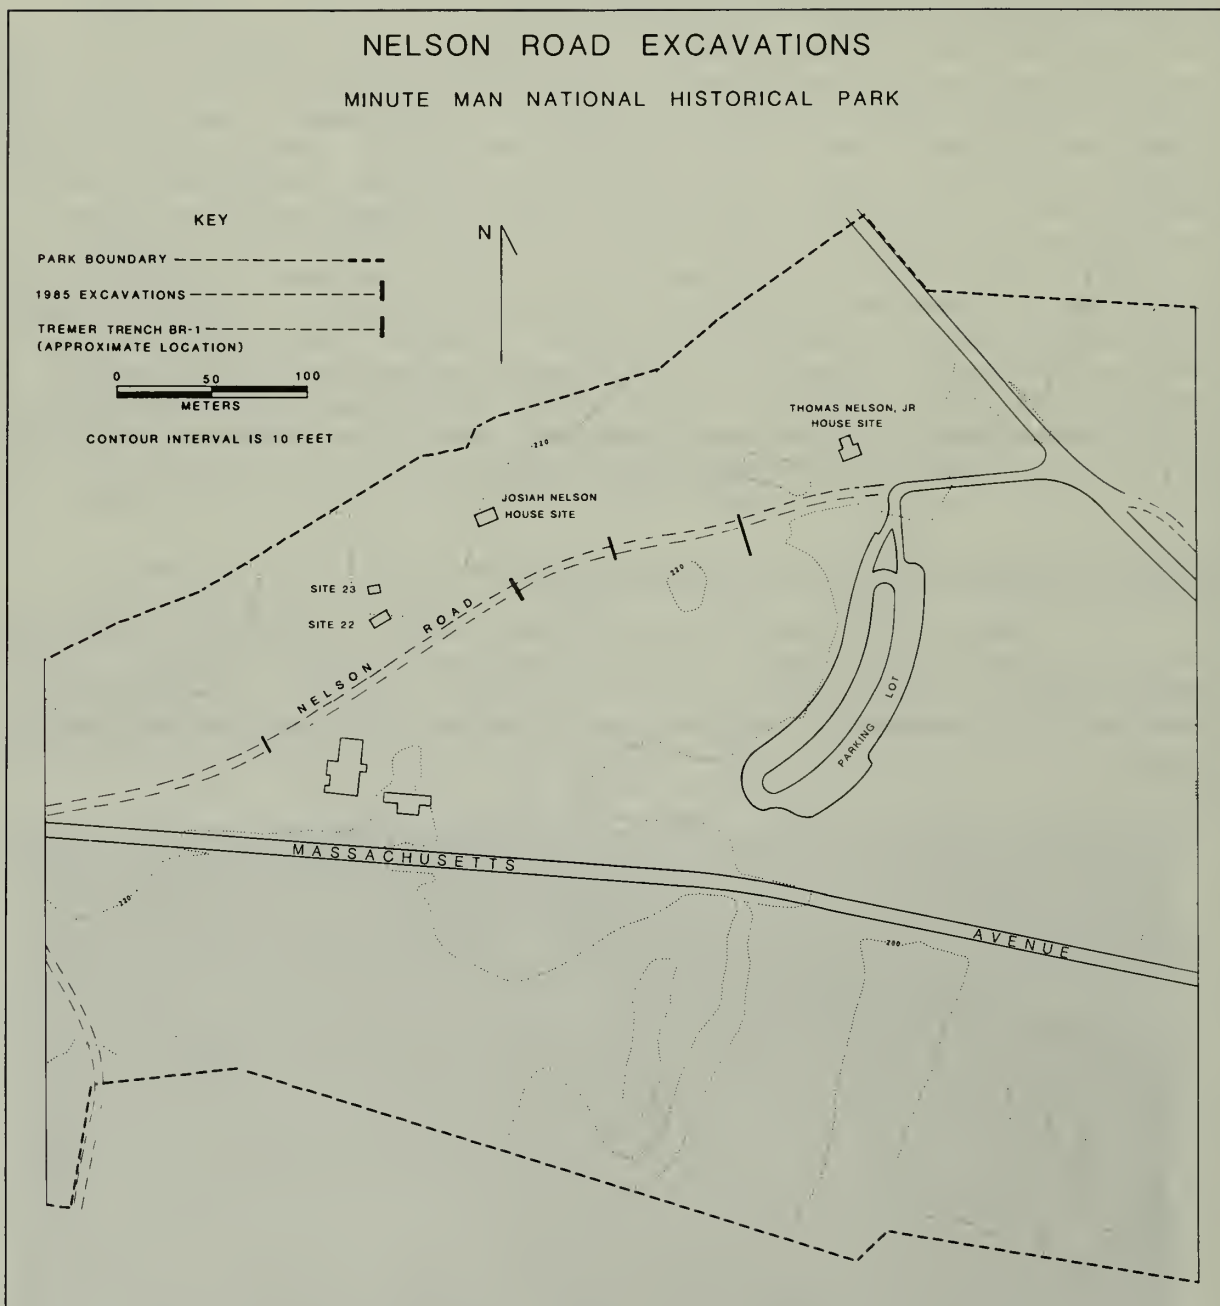 NELSON ROAD EXCAVATIONS
MINUTE MAN NATIONAL HISTORICAL PARK
KEY
PARK BOUNDARY
1985 EXCAVATIONS
TREMER TRENCH BR-1
(APPROXIMATE LOCATION)
0 50 100
METERS
CONTOUR INTERVAL IS 10 FEET
N
THOMAS NELSON, JR
HOUSE SITE
220
JOSIAH NELSON
HOUSE SITE
230
SITE 23
SITE 22
NELSON ROAD
PARKING LOT
MASSACHUSETTS AVENUE
220
200